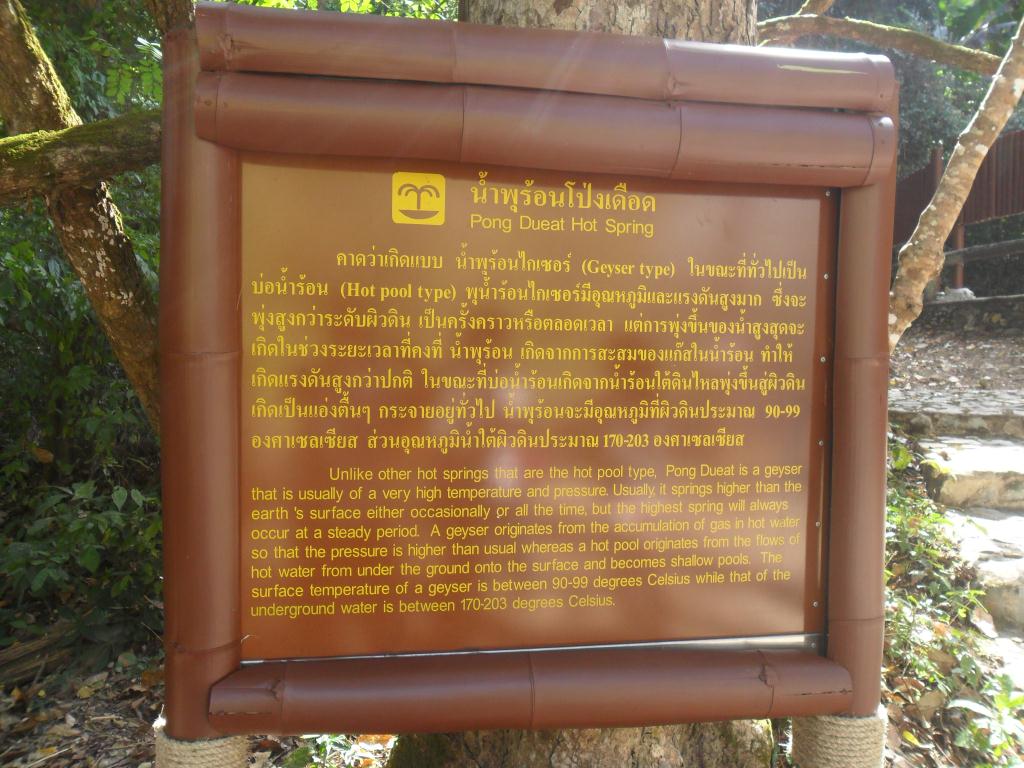 น้ำพุร้อนโป่งเดือด
Pong Dueat Hot Spring
คาดว่าเกิดแบบ น้ำพุร้อนไกเซอร์ (Geyser type) ในขณะที่ทั่วไปเป็น
บ่อน้ำร้อน (Hot pool type) พุน้ำร้อนไกเซอร์มีอุณหภูมิและแรงดันสูงมาก ซึ่งจะ
พุ่งสูงกว่าระดับผิวดิน เป็นครั้งคราวหรือตลอดเวลา แต่การพุ่งขึ้นของน้ำสูงสุดจะ
เกิดในช่วงระยะเวลาที่คงที่ น้ำพุร้อน เกิดจากการสะสมของแก๊สในน้ำร้อน ทำให้
เกิดแรงดันสูงกว่าปกติ ในขณะที่บ่อน้ำร้อนเกิดจากน้ำร้อนใต้ดินไหลพุ่งขึ้นสู่ผิวดิน
เกิดเป็นแอ่งตื้นๆ กระจายอยู่ทั่วไป น้ำพุร้อนจะมีอุณหภูมิที่ผิวดินประมาณ 90-99
องศาเซลเซียส ส่วนอุณหภูมิน้ำใต้ผิวดินประมาณ 170-203 องศาเซลเซียส
Unlike other hot springs that are the hot pool type, Pong Dueat is a geyser
that is usually of a very high temperature and pressure. Usually, it springs higher than the
earth 's surface either occasionally or all the time, but the highest spring will always
occur at a steady period. A geyser originates from the accumulation of gas in hot water
so that the pressure is higher than usual whereas a hot pool originates from the flows of
hot water from under the ground onto the surface and becomes shallow pools. The
surface temperature of a geyser is between 90-99 degrees Celsius while that of the
underground water is between 170-203 degrees Celsius.